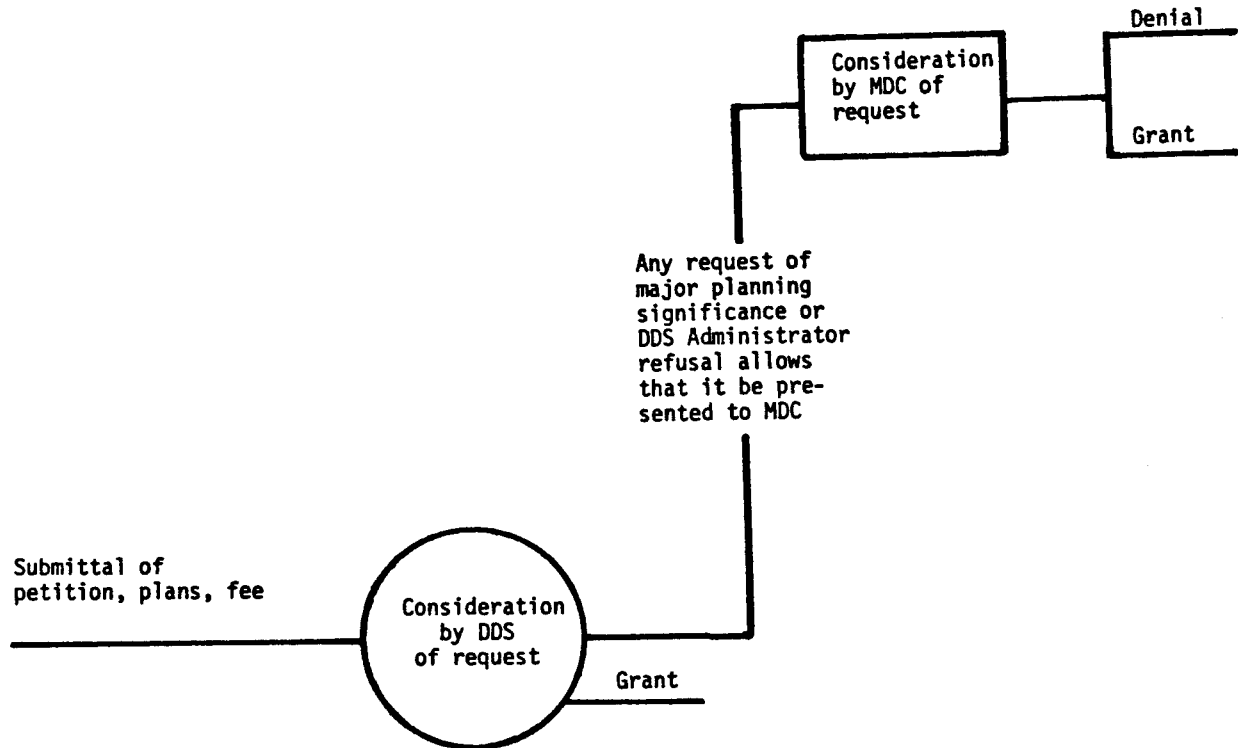 Denial
Consideration
by MDC of
request
Grant
Any request of
major planning
significance or
DDS Administrator
refusal allows
that it be pre-
sented to MDC
Submittal of
petition, plans, fee
Consideration
by DDS
of request
Grant